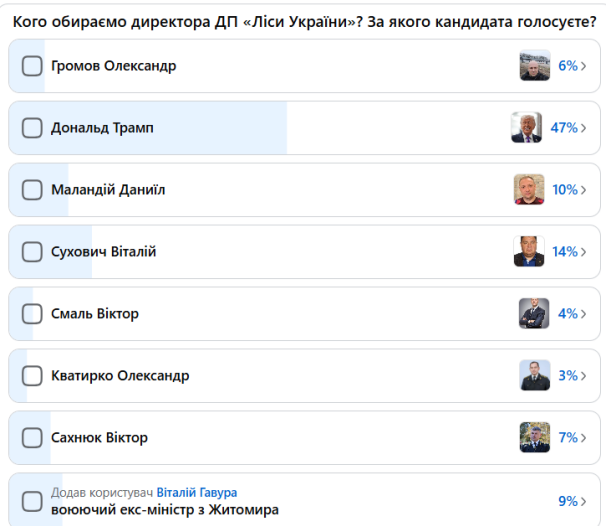 Кого обираємо директора ДП «Ліси України»? За якого кандидата голосуєте?
Громов Олександр 6%
Дональд Трамп 47%
Маландій Даниїл 10%
Сухович Віталій 14%
Смаль Віктор 4%
Кватирко Олександр 3%
Сахнюк Віктор 7%
Додав користувач Віталій Гавура
воюючий екс-міністр з Житомира 9%